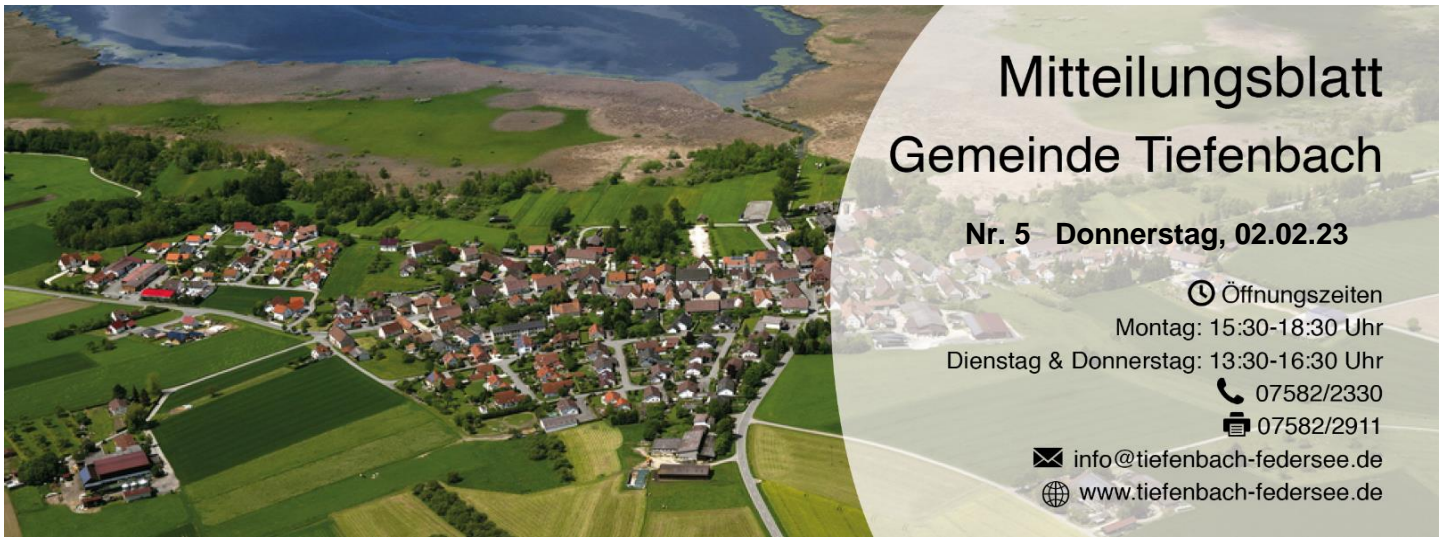 Mitteilungsblatt
Gemeinde Tiefenbach
Nr. 5 Donnerstag, 02.02.23
Öffnungszeiten
Montag: 15:30-18:30 Uhr
Dienstag & Donnerstag: 13:30-16:30 Uhr
07582/2330
07582/2911
info@tiefenbach-federsee.de
www.tiefenbach-federsee.de